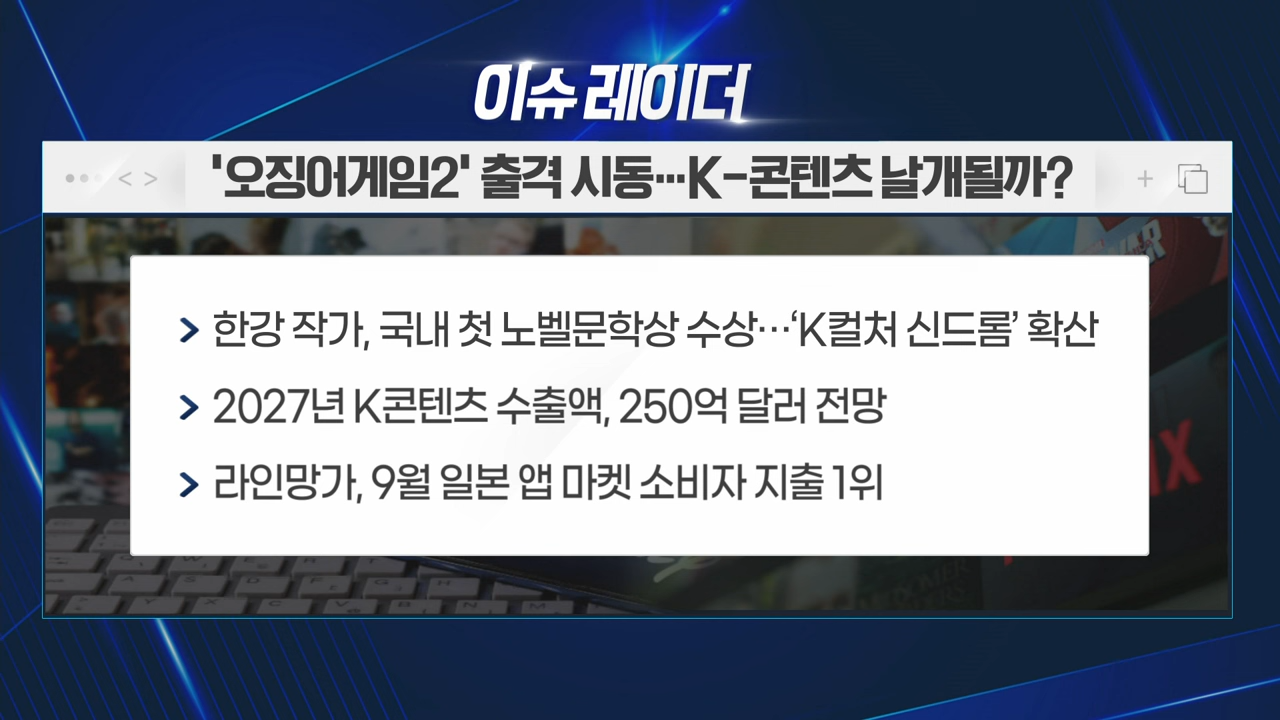 이슈 레이더
'오징어게임2' 출격 시동…K-콘텐츠 날개될까?
한강 작가, 국내 첫 노벨문학상 수상…‘K컬처 신드롬’ 확산
2027년 K콘텐츠 수출액, 250억 달러 전망
라인망가, 9월 일본 앱 마켓 소비자 지출 1위